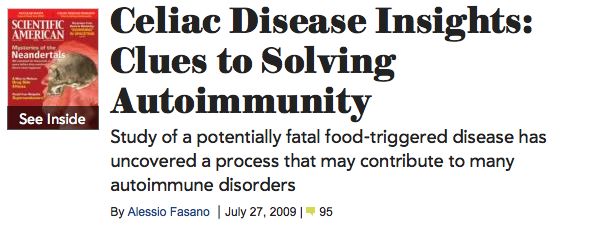 SCIENTIFIC
AMERICAN
Mysteries of the
Neandertals
See Inside
Celiac Disease Insights:
Clues to Solving
Autoimmunity
Study of a potentially fatal food-triggered disease has
uncovered a process that may contribute to many
autoimmune disorders
By Alessio Fasano | July 27, 2009 | 95